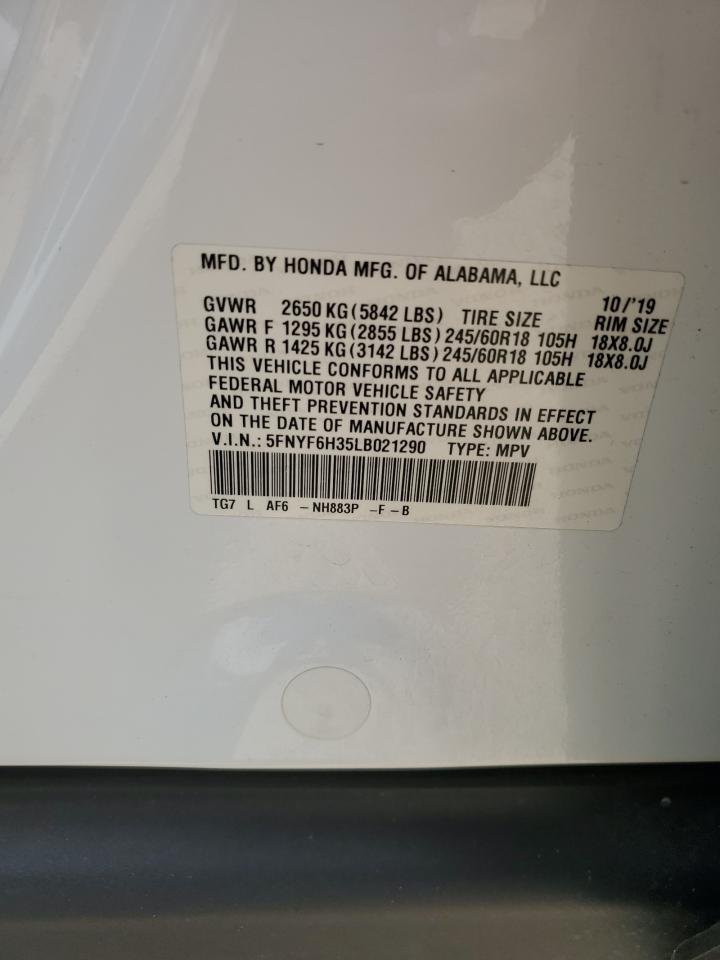 MFD. BY HONDA MFG. OF ALABAMA, LLC 10/'19
GVWR 2650 KG (5842 LBS) TIRE SIZE RIM SIZE
GAWR F 1295 KG (2855 LBS) 245/60R18 105H 18X8.0J
GAWR R 1425 KG (3142 LBS) 245/60R18 105H 18X8.0J
THIS VEHICLE CONFORMS TO ALL APPLICABLE
FEDERAL MOTOR VEHICLE SAFETY
AND THEFT PREVENTION STANDARDS IN EFFECT
ON THE DATE OF MANUFACTURE SHOWN ABOVE.
V.I.N.: 5FNYF6H35LB021290 TYPE: MPV
TG7 L AF6 - NH883P - F - B